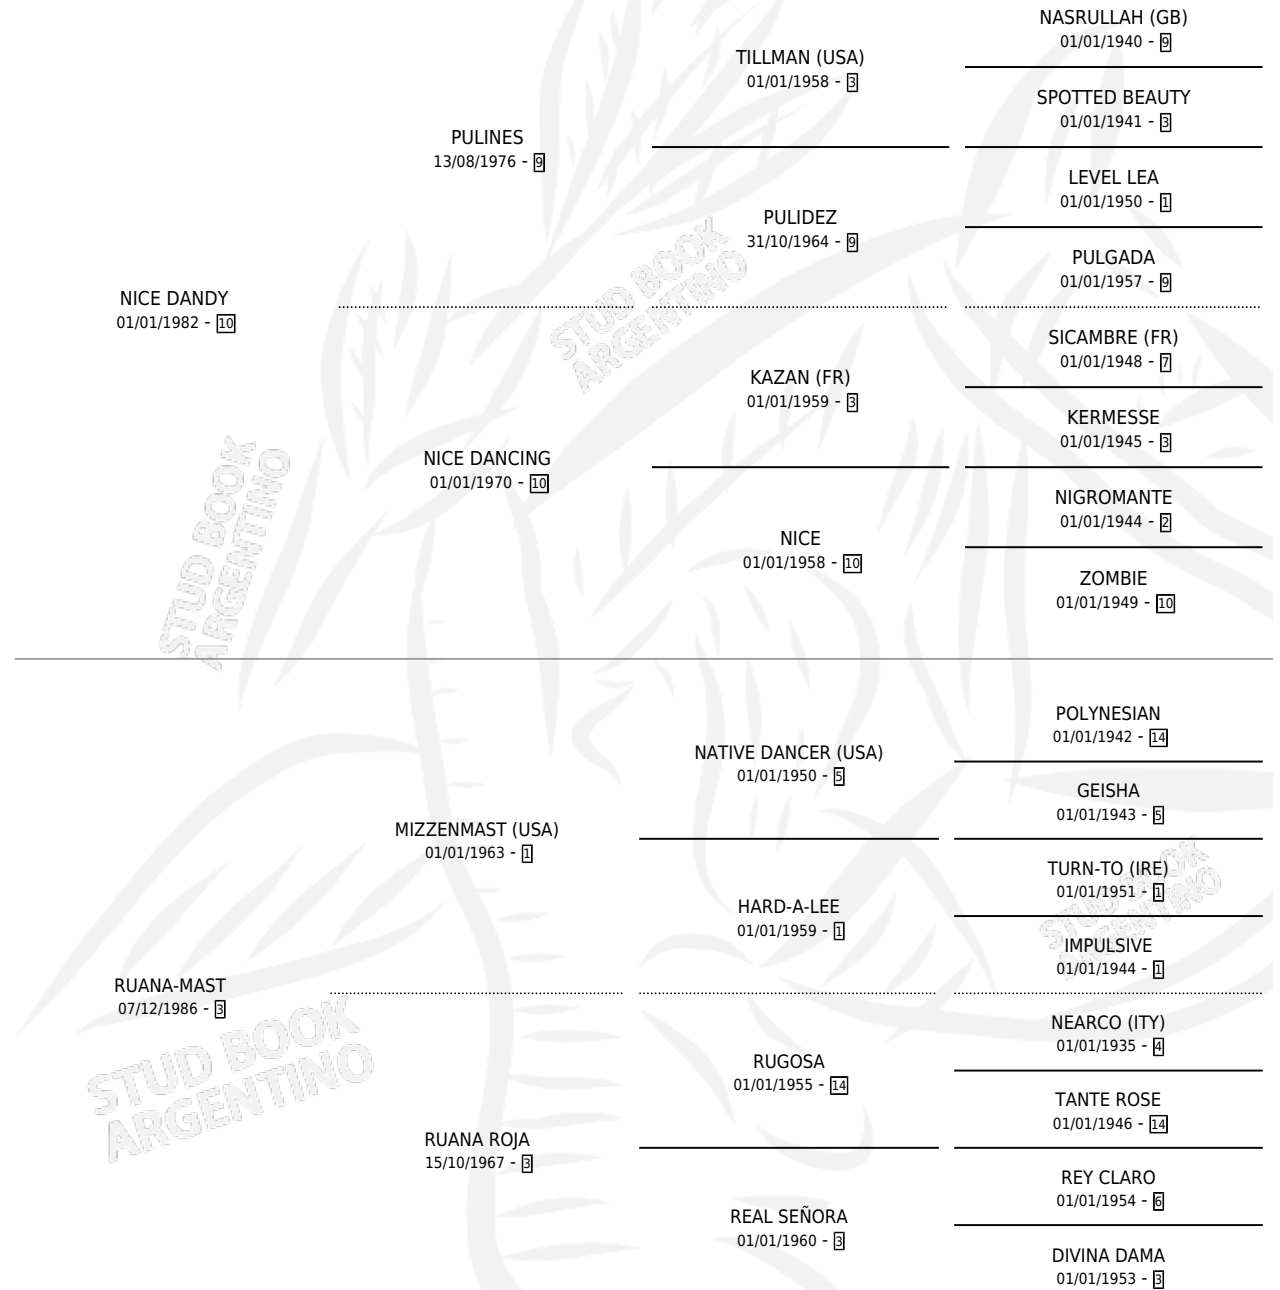 NASRULLAH (GB)
01/01/1940 - 9
TILLMAN (USA)
01/01/1958 - 3
SPOTTED BEAUTY
01/01/1941 - 3
PULINES
13/08/1976 - 9
LEVEL LEA
01/01/1950 - 1
PULIDEZ
31/10/1964 - 9
PULGADA
01/01/1957 - 9
NICE DANDY
01/01/1982 - 10
SICAMBRE (FR)
01/01/1948 - 7
KAZAN (FR)
01/01/1959 - 3
KERMESSE
01/01/1945 - 3
NICE DANCING
01/01/1970 - 10
NIGROMANTE
01/01/1944 - 2
NICE
01/01/1958 - 10
ZOMBIE
01/01/1949 - 10
STUD BOOK
ARGENTINO
STUD BOOK
ARGENTINO
POLYNESIAN
01/01/1942 - 14
NATIVE DANCER (USA)
01/01/1950 - 5
GEISHA
01/01/1943 - 5
MIZZENMAST (USA)
01/01/1963 - 1
TURN-TO (IRE)
01/01/1951 - 1
HARD-A-LEE
01/01/1959 - 1
IMPULSIVE
01/01/1944 - 1
RUANA-MAST
07/12/1986 - 3
NEARCO (ITY)
01/01/1935 - 4
RUGOSA
01/01/1955 - 14
TANTE ROSE
01/01/1946 - 14
RUANA ROJA
15/10/1967 - 3
REY CLARO
01/01/1954 - 6
REAL SEÑORA
01/01/1960 - 3
DIVINA DAMA
01/01/1953 - 3
STUD BOOK
ARGENTINO
STUD BOOK
ARGENTINO